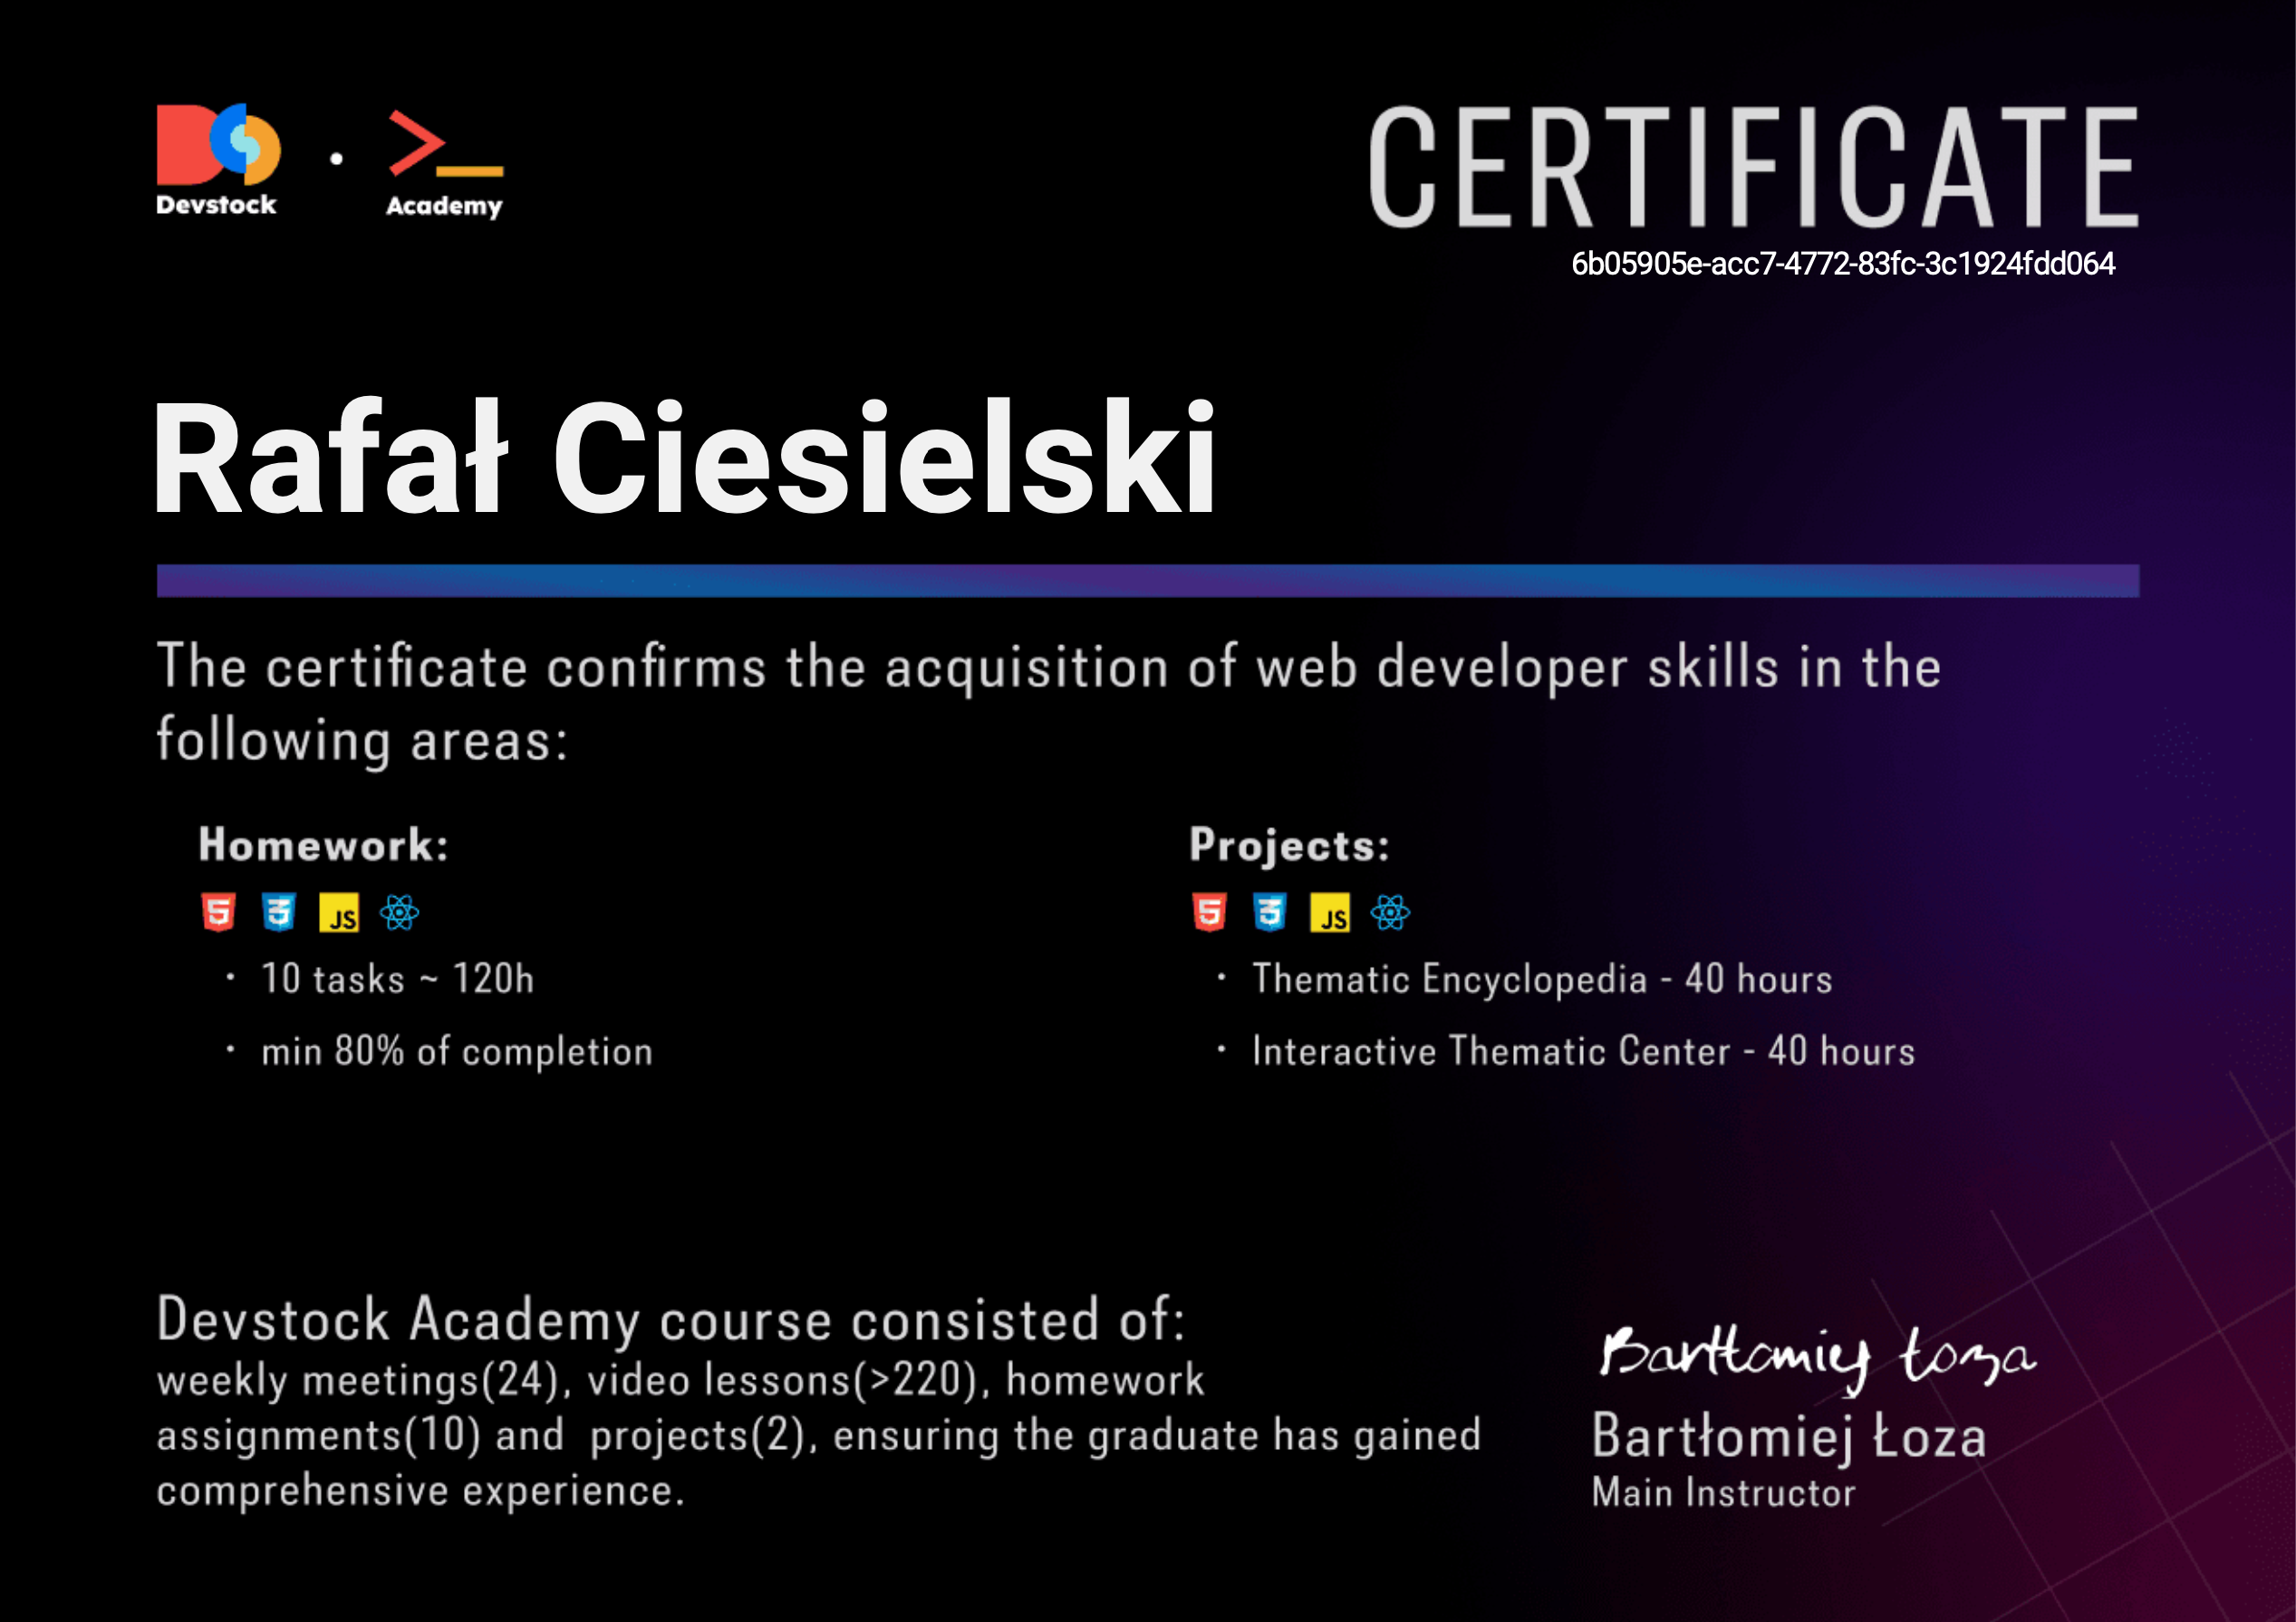 Devstock
Academy
CERTIFICATE
6b05905e-acc7-4772-83fc-3c1924fdd064
Rafał Ciesielski
The certificate confirms the acquisition of web developer skills in the
following areas:
Homework:
5 3 JS
• 10 tasks ~ 120h
• min 80% of completion
Projects:
5 3 JS
• Thematic Encyclopedia - 40 hours
• Interactive Thematic Center - 40 hours
Devstock Academy course consisted of:
weekly meetings(24), video lessons(>220), homework
assignments(10) and  projects(2), ensuring the graduate has gained
comprehensive experience.
Bartłomiej Łoza
Bartłomiej Łoza
Main Instructor